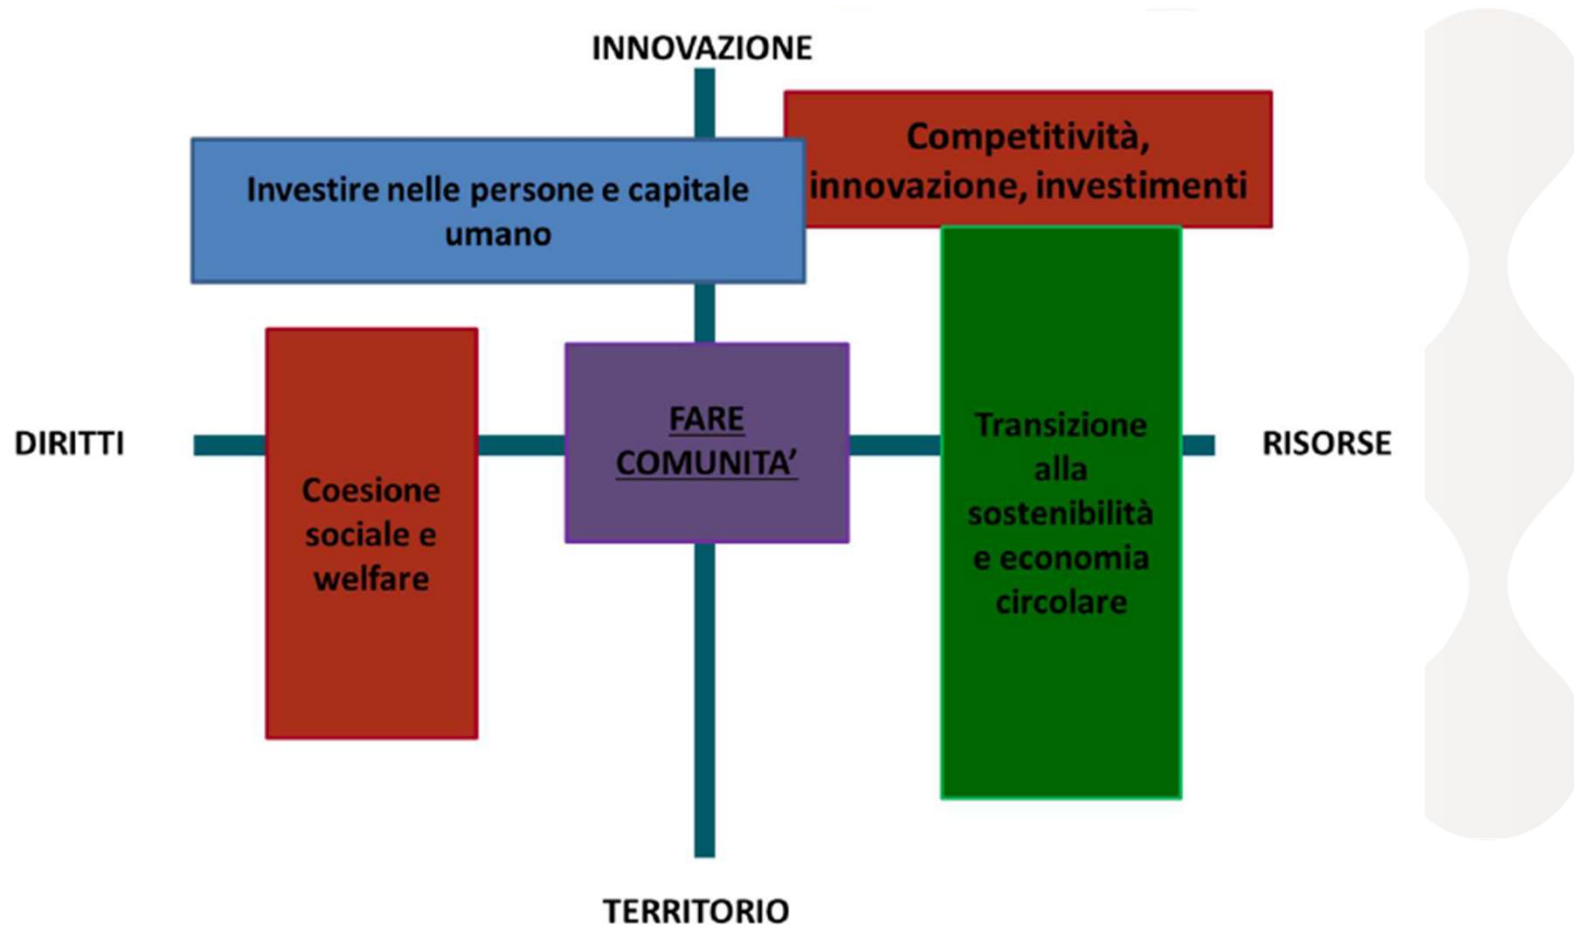 INNOVAZIONE
Competitività,
innovazione, investimenti
Investire nelle persone e capitale
umano
DIRITTI
Coesione
sociale e
welfare
FARE
COMUNITA’
Transizione
alla
sostenibilità
e economia
circolare
RISORSE
TERRITORIO